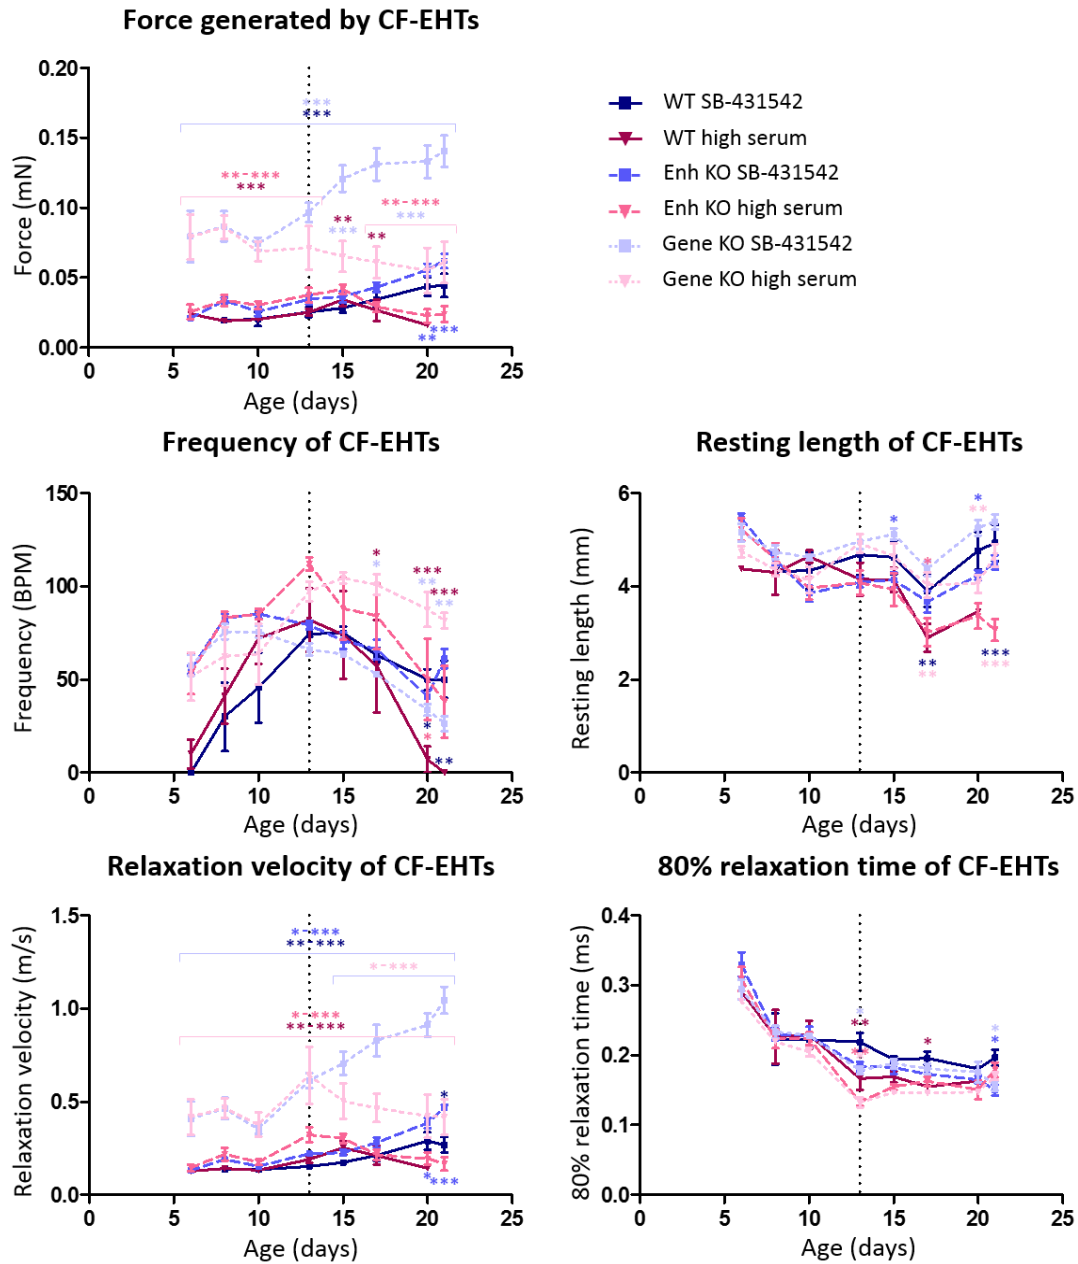 Force generated by CF-EHTs
0.20
0.15
0.10
0.05
0.00
Force (mN)
0 5 10 15 20 25
Age (days)
***
***
**-***
***
**
***
**
**-***
***
**
***
WT SB-431542
WT high serum
Enh KO SB-431542
Enh KO high serum
Gene KO SB-431542
Gene KO high serum
Frequency of CF-EHTs
150
100
50
0
Frequency (BPM)
0 5 10 15 20 25
Age (days)
*
*
***
**
***
**
*
*
**
Resting length of CF-EHTs
6
4
2
0
Resting length (mm)
0 5 10 15 20 25
Age (days)
*
*
*
**
**
**
***
***
Relaxation velocity of CF-EHTs
1.5
1.0
0.5
0.0
Relaxation velocity (m/s)
0 5 10 15 20 25
Age (days)
*-***
**-***
*-***
*-***
**-***
*
*
***
80% relaxation time of CF-EHTs
0.4
0.3
0.2
0.1
0.0
80% relaxation time (ms)
0 5 10 15 20 25
Age (days)
*
**
**
*
*
*